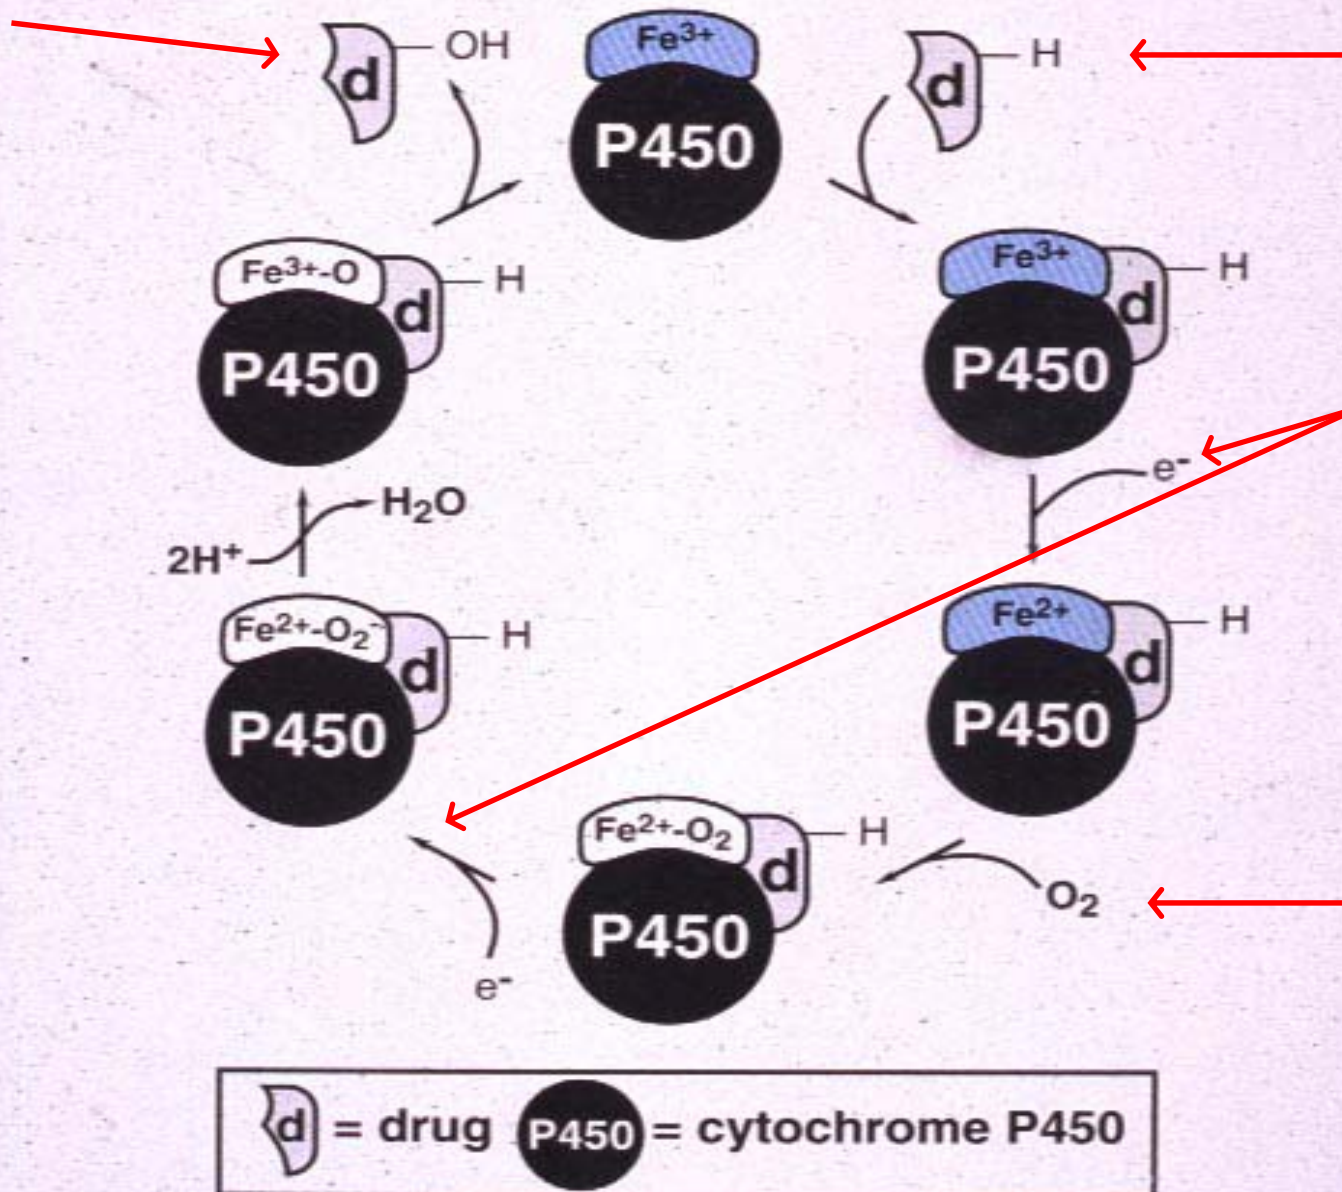 d OH
Fe³⁺
P450
d H
Fe³⁺-O
d H
P450
Fe³⁺
d H
P450
e⁻
H₂O
2H⁺
Fe²⁺-O₂⁻
d H
P450
Fe²⁺
d H
P450
Fe²⁺-O₂
d H
P450
O₂
e⁻
d = drug P450 = cytochrome P450